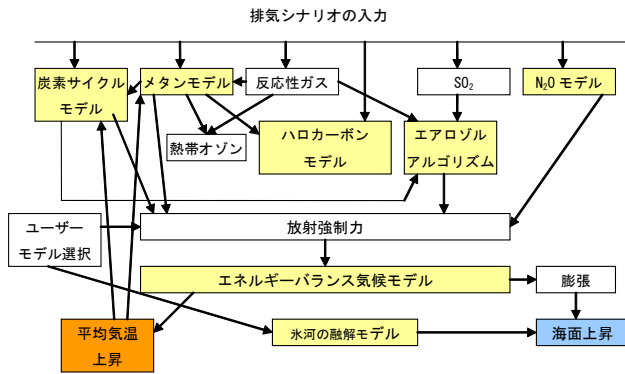 排気シナリオの入力
炭素サイクル
モデル
メタンモデル
反応性ガス
SO₂
N₂O モデル
熱帯オゾン
ハロカーボン
モデル
エアロゾル
アルゴリズム
ユーザー
モデル選択
放射強制力
エネルギーバランス気候モデル
膨張
平均気温
上昇
氷河の融解モデル
海面上昇